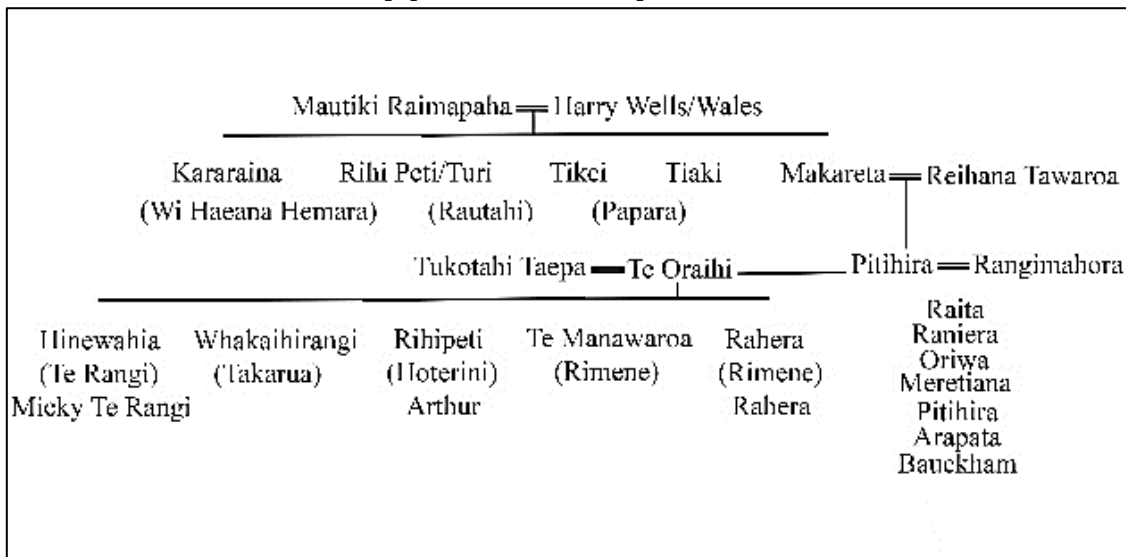 Mautiki Raimapaha Harry Wells/Wales
Kararaina Rihi Peti/Turi Tikei Tiaki Makareta Reihana Tawaroa
(Wi Haeana Hemara) (Rautahi) (Papara)
Tukotahi Taepa Te Oraihi Pitihira Rangimahora
Hinewahia Whakaihirangi Rihipeti Te Manawaroa Rahera
(Te Rangi) (Takarua) (Hoterini) (Rimene) (Rimene)
Micky Te Rangi Arthur Rahera
Raita
Raniera
Oriwa
Meretiana
Pitihira
Arapata
Bauckham